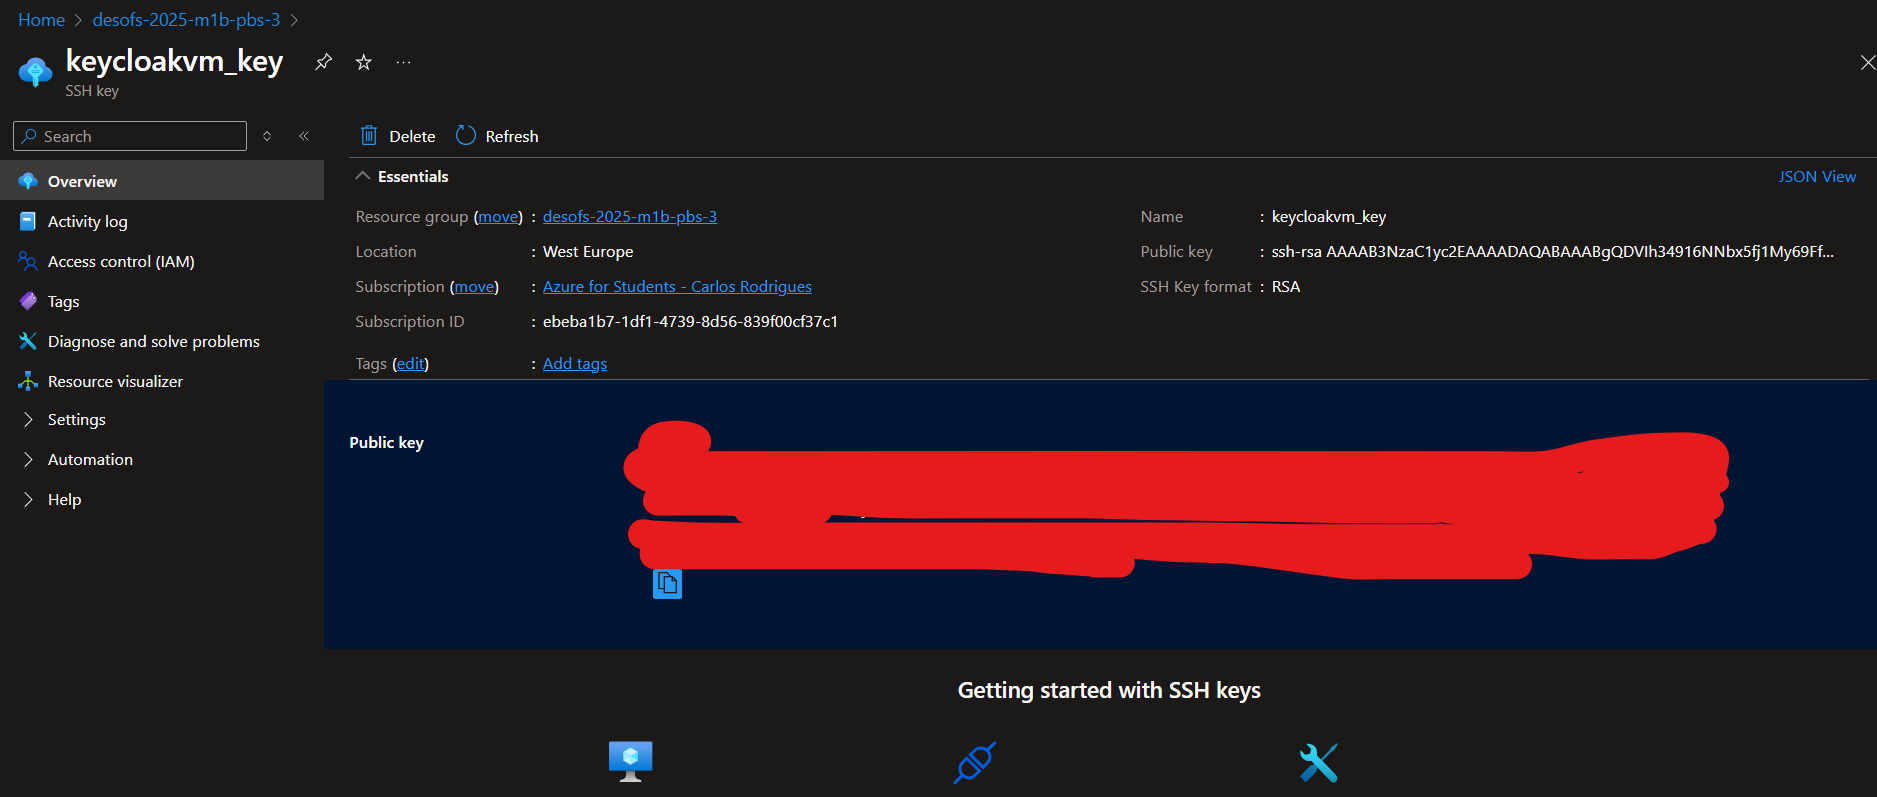 Home > desofs-2025-m1b-pbs-3 >
keycloakvm_key
SSH key
Search
Overview
Activity log
Access control (IAM)
Tags
Diagnose and solve problems
Resource visualizer
Settings
Automation
Help
Delete Refresh
Essentials
JSON View
Resource group (move) : desofs-2025-m1b-pbs-3
Location : West Europe
Subscription (move) : Azure for Students - Carlos Rodrigues
Subscription ID : ebeba1b7-1df1-4739-8d56-839f00cf37c1
Tags (edit) : Add tags
Name : keycloakvm_key
Public key : ssh-rsa AAAAB3NzaC1yc2EAAAADAQABAAABgQDVIh34916NNbx5fj1My69Ff...
SSH Key format : RSA
Public key
Getting started with SSH keys